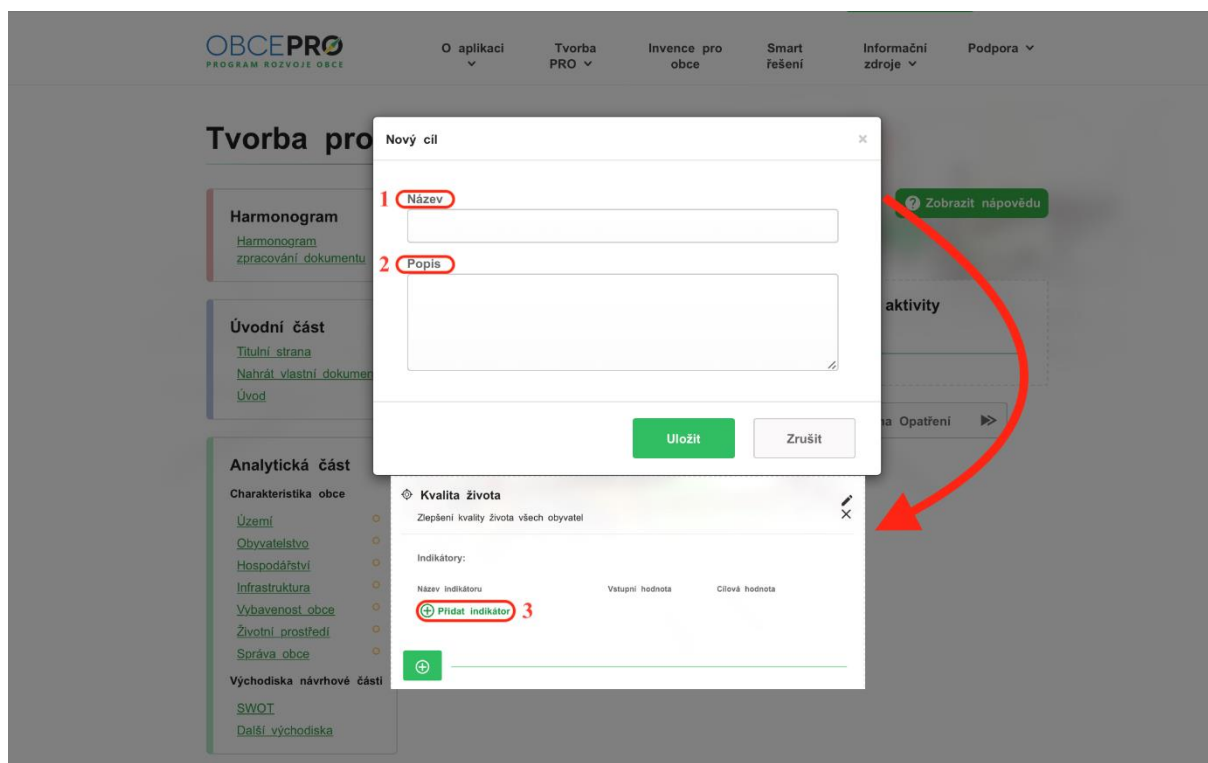 OBCEPRO
PROGRAM ROZVOJE OBCE
O aplikaci
Tvorba
PRO
Invence pro
obce
Smart
řešení
Informační
zdroje
Podpora
Tvorba pro
Nový cíl
×
1 Název
2 Popis
Uložit
Zrušit
Zobrazit nápovědu
aktivity
na Opatření
Harmonogram
Harmonogram
zpracování dokumentu
Úvodní část
Titulní strana
Nahrát vlastní dokumen
Úvod
Analytická část
Charakteristika obce
Území
Obyvatelstvo
Hospodářství
Infrastruktura
Vybavenost obce
Životní prostředí
Správa obce
Východiska návrhové části
SWOT
Další východiska
Kvalita života
Zlepšení kvality života všech obyvatel
Indikátory:
Název indikátoru Vstupní hodnota Cílová hodnota
Přidat indikátor 3